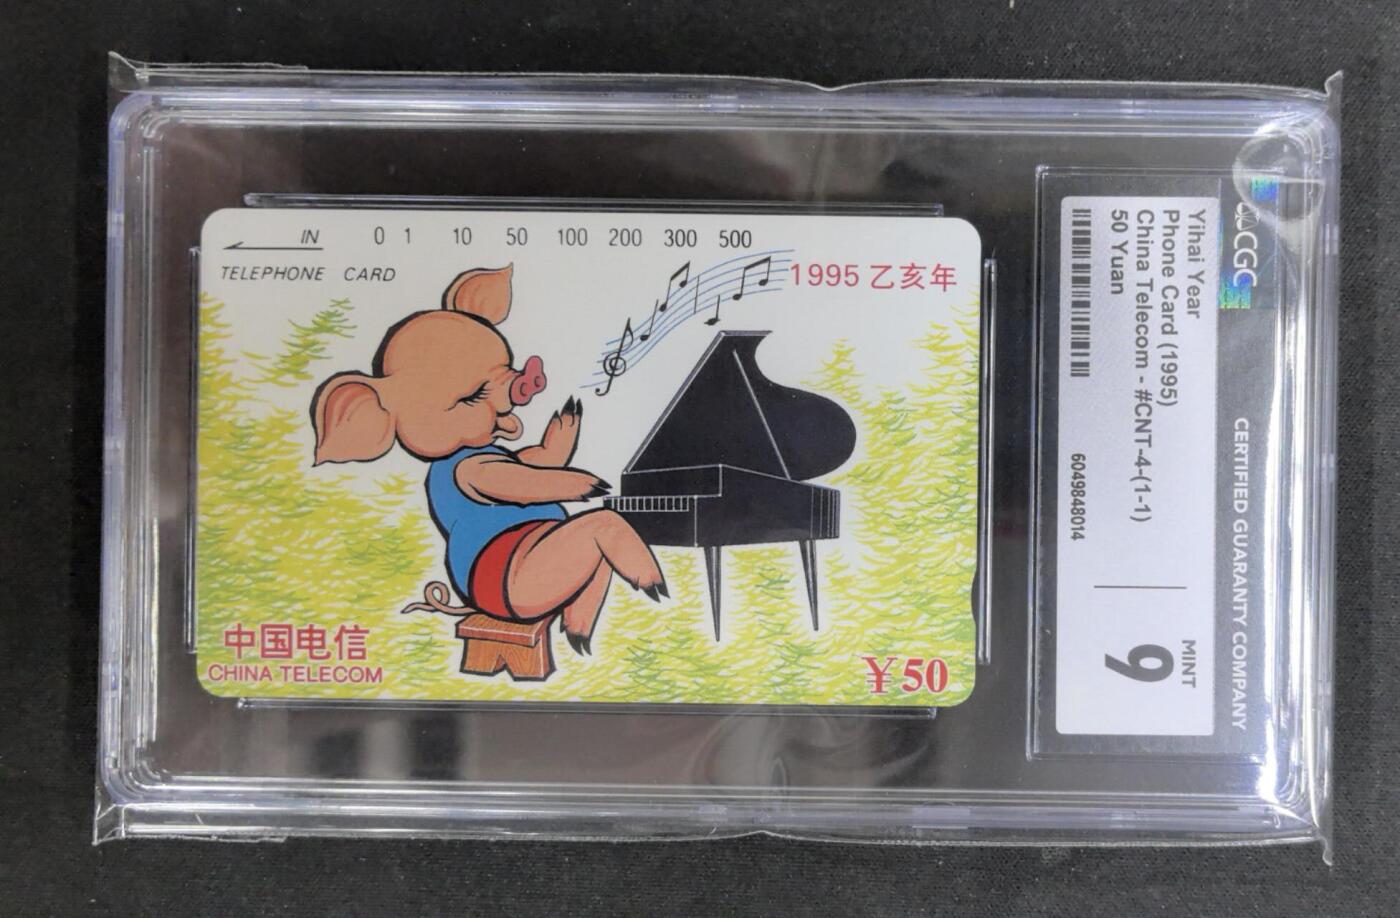 IN 0 1 10 50 100 200 300 500
TELEPHONE CARD
1995 乙亥年
中国电信
CHINA TELECOM
¥50
CGC
CERTIFIED GUARANTY COMPANY
Yihai Year
Phone Card (1995)
China Telecom - #CNT-4-(1-1)
50 Yuan
6049848014
MINT
9